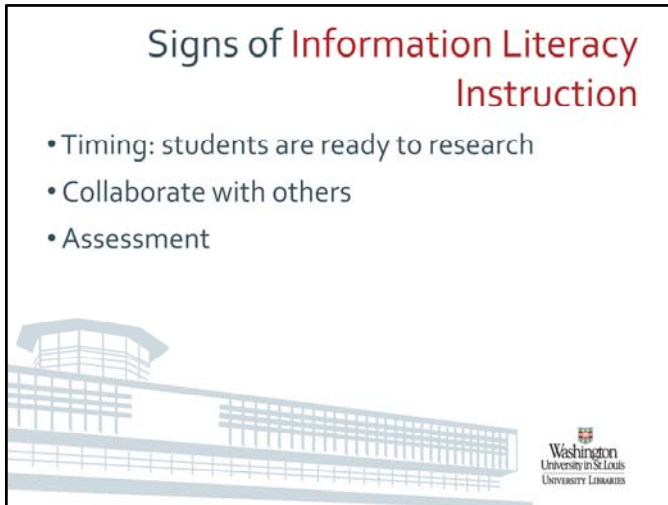 Signs of Information Literacy
Instruction
• Timing: students are ready to research
• Collaborate with others
• Assessment
Washington
University in St. Louis
University Libraries